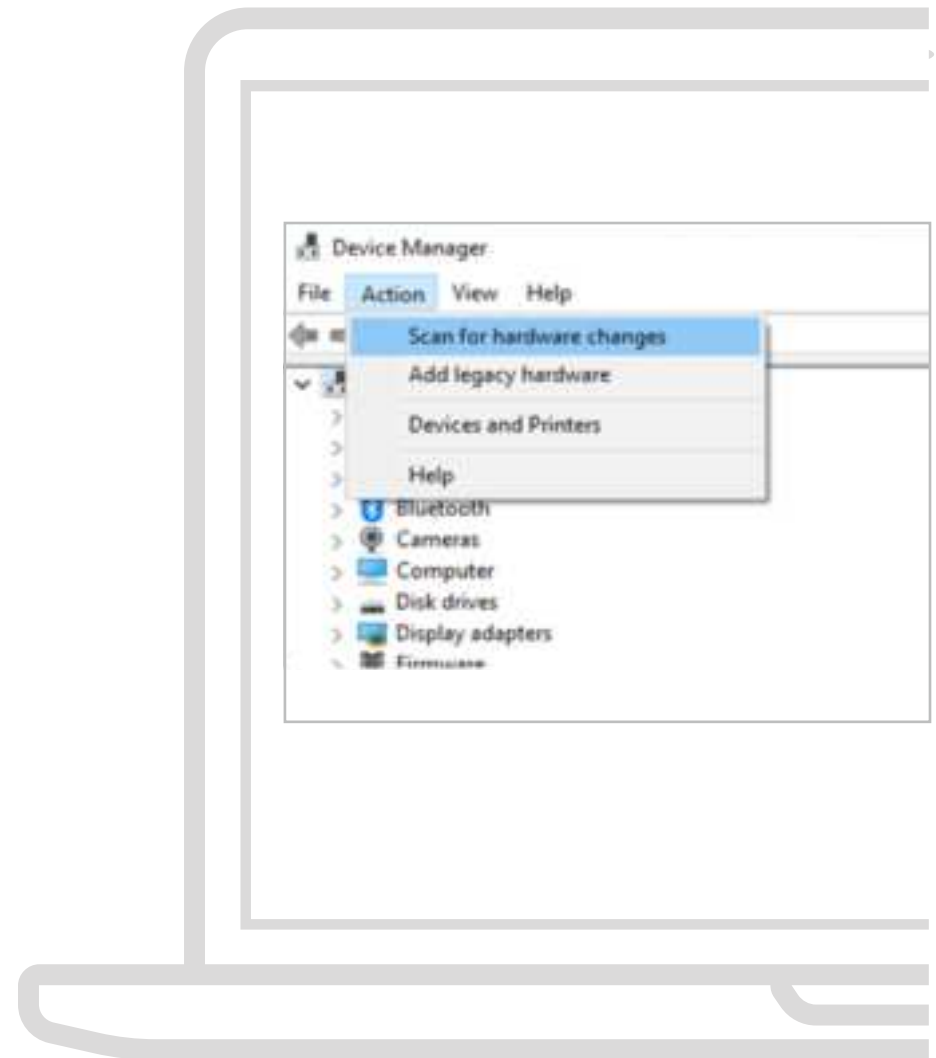 Device Manager
File Action View Help
Scan for hardware changes
Add legacy hardware
Devices and Printers
Help
Bluetooth
Cameras
Computer
Disk drives
Display adapters
Firmware